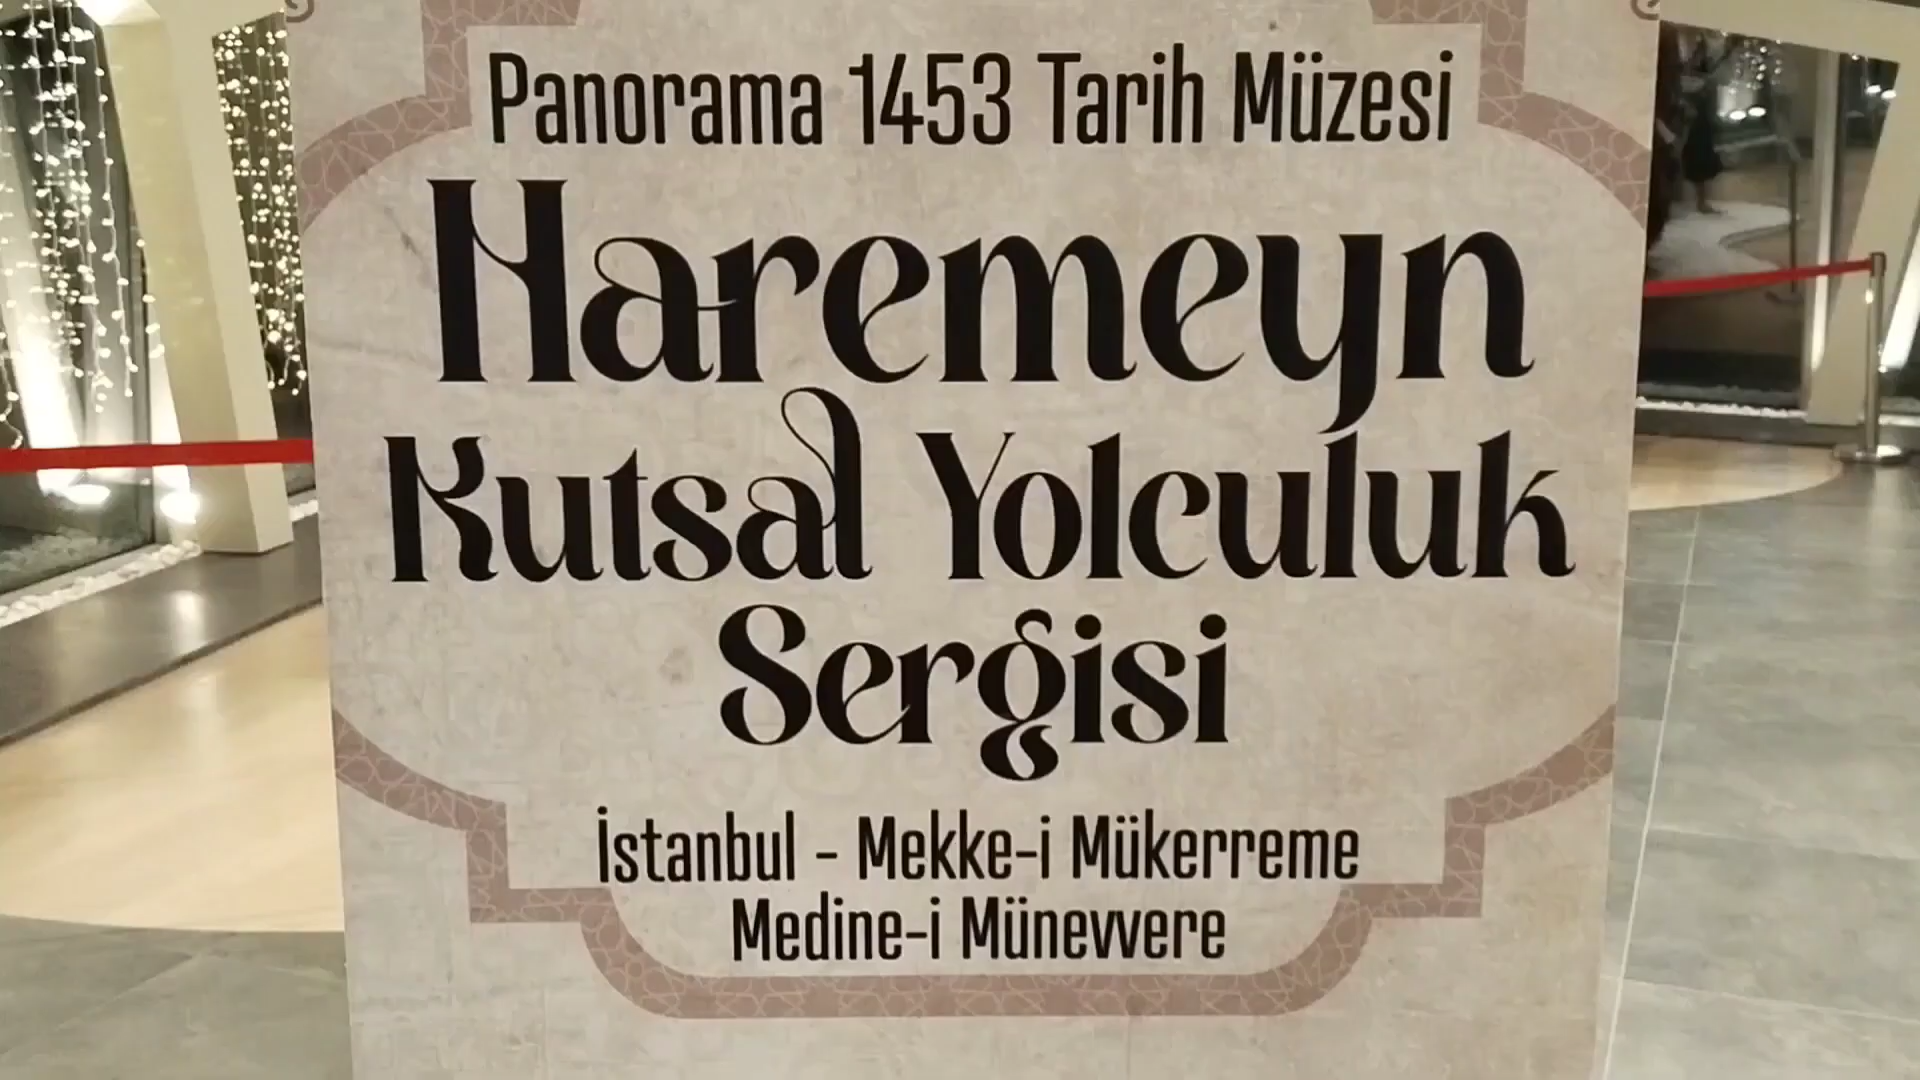 Panorama 1453 Tarih Müzesi
Haremeyn
Kutsal Yolculuk
Sergisi
İstanbul - Mekke-i Mükerreme
Medine-i Münevvere